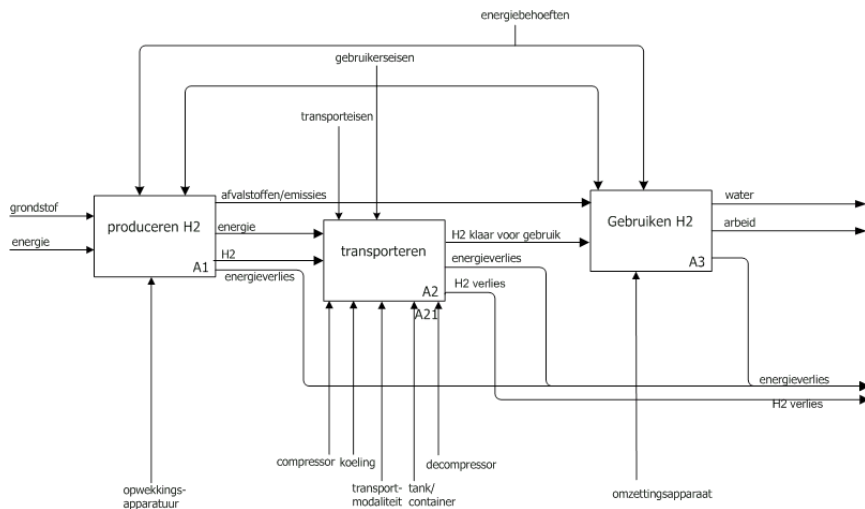 energiebehoeften
gebruikerseisen
transporteisen
grondstof
energie
produceren H2
A1
afvalstoffen/emissies
energie
H2
energieverlies
transporteren
A2
A21
H2 klaar voor gebruik
energieverlies
H2 verlies
Gebruiken H2
A3
water
arbeid
energieverlies
H2 verlies
compressor
koeling
decompressor
opwekkings-
apparatuur
transport-
modaliteit
tank/
container
omzettingsapparaat